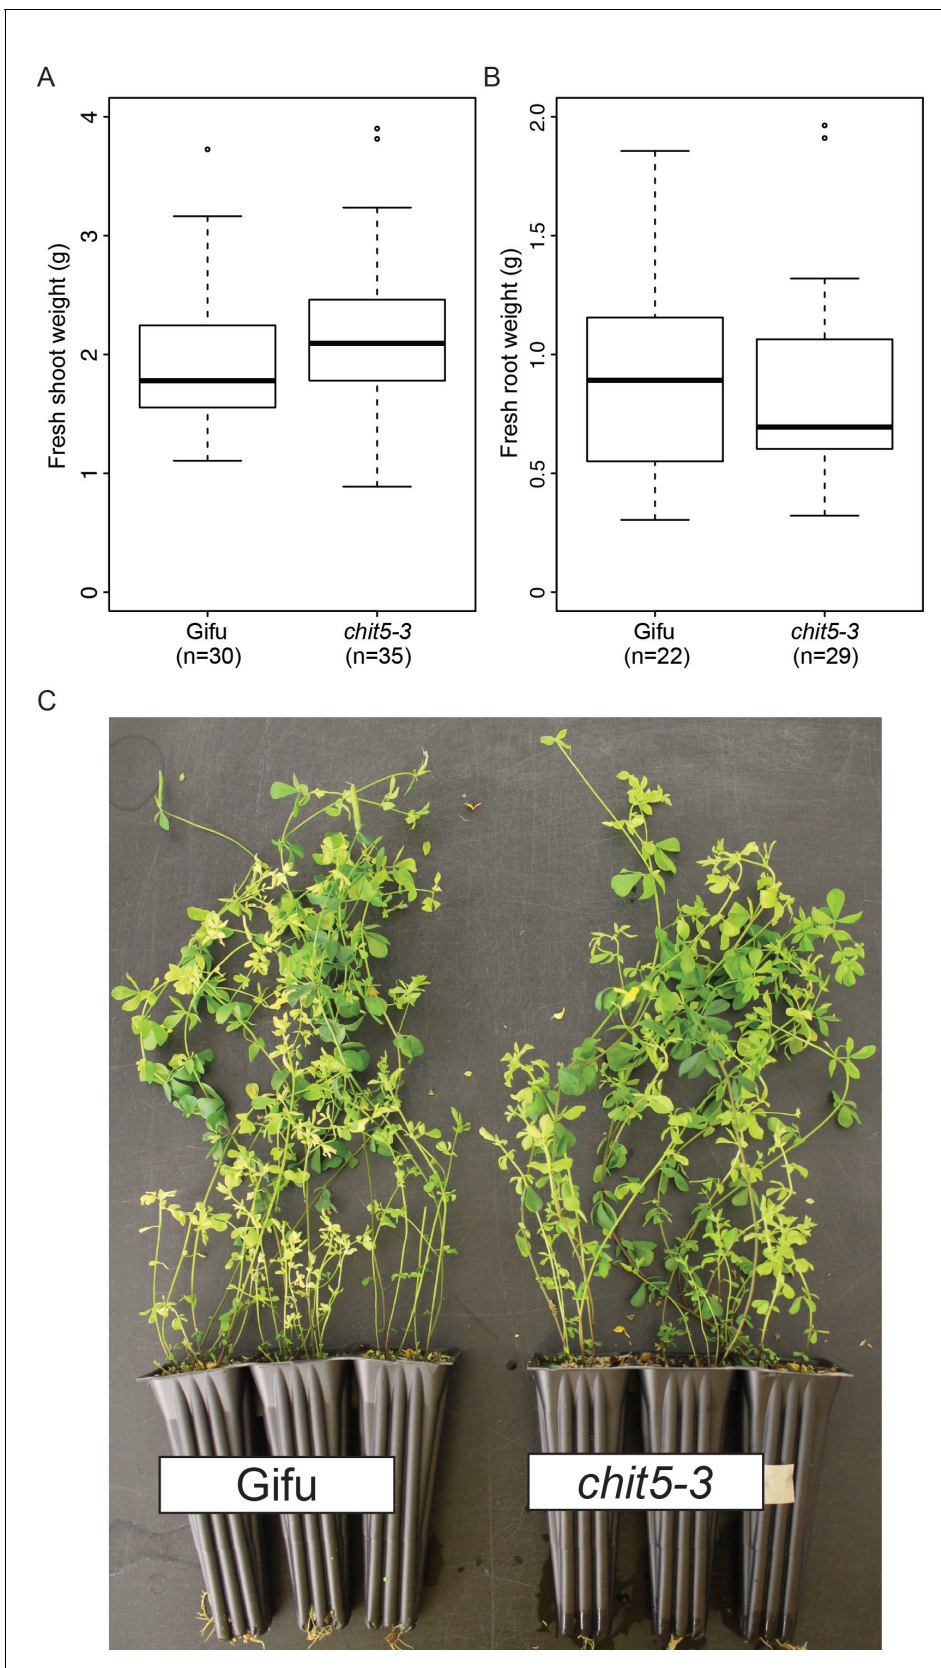 A
B
4
3
2
1
0
Fresh shoot weight (g)
Gifu
(n=30)
chit5-3
(n=35)
2.0
1.5
1.0
0.5
0
Fresh root weight (g)
Gifu
(n=22)
chit5-3
(n=29)
C
Gifu
chit5-3